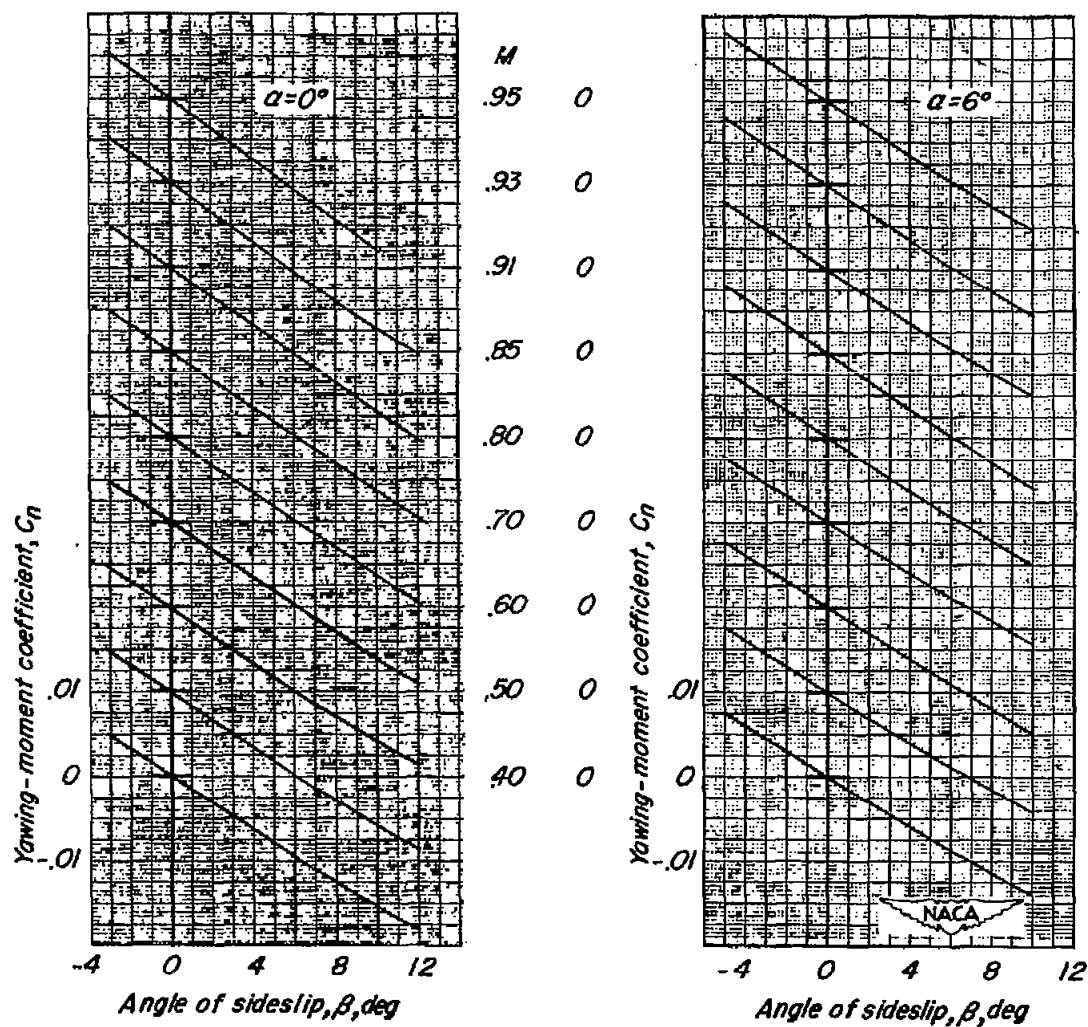 M
α=0°
.95 0
α=6°
.93 0
.91 0
.85 0
.80 0
.70 0
.60 0
.50 0
.40 0
Yawing-moment coefficient, Cn
.01
0
-.01
-4 0 4 8 12
Angle of sideslip, β, deg
Yawing-moment coefficient, Cn
.01
0
-.01
NACA
-4 0 4 8 12
Angle of sideslip, β, deg